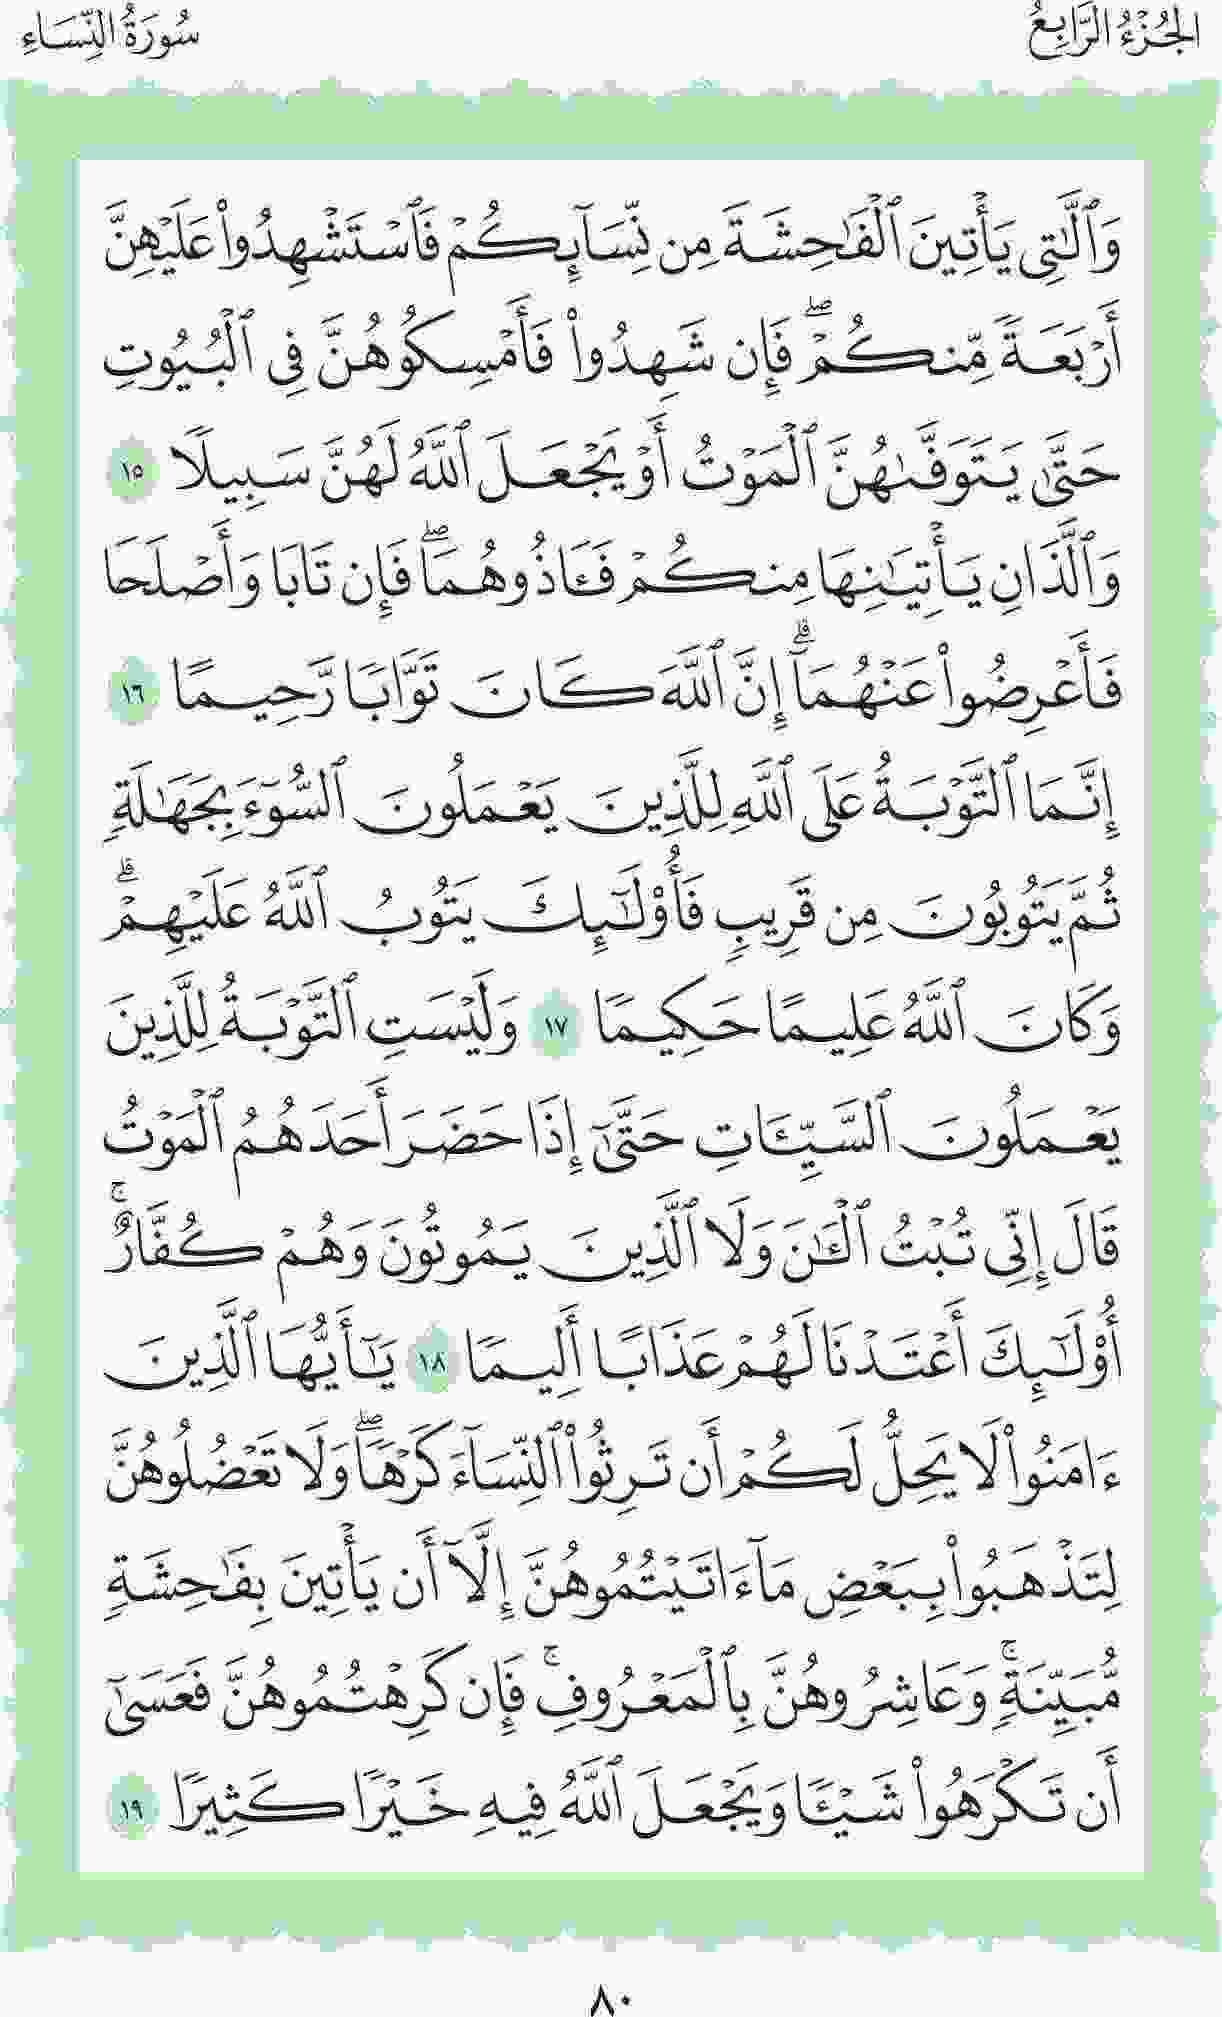 الجُزْءُ الرَّابِعُ
سُورَةُ النِّسَاءِ
وَٱلَّٰتِى يَأْتِينَ ٱلْفَٰحِشَةَ مِن نِّسَآئِكُمْ فَٱسْتَشْهِدُوا۟ عَلَيْهِنَّ
أَرْبَعَةً مِّنكُمْ ۖ فَإِن شَهِدُوا۟ فَأَمْسِكُوهُنَّ فِى ٱلْبُيُوتِ
حَتَّىٰ يَتَوَفَّىٰهُنَّ ٱلْمَوْتُ أَوْ يَجْعَلَ ٱللَّهُ لَهُنَّ سَبِيلًا ١٥
وَٱلَّذَانِ يَأْتِيَٰنِهَا مِنكُمْ فَـَٔاذُوهُمَا ۖ فَإِن تَابَا وَأَصْلَحَا
فَأَعْرِضُوا۟ عَنْهُمَآ ۗ إِنَّ ٱللَّهَ كَانَ تَوَّابًا رَّحِيمًا ١٦
إِنَّمَا ٱلتَّوْبَةُ عَلَى ٱللَّهِ لِلَّذِينَ يَعْمَلُونَ ٱلسُّوٓءَ بِجَهَٰلَةٍ
ثُمَّ يَتُوبُونَ مِن قَرِيبٍ فَأُو۟لَٰٓئِكَ يَتُوبُ ٱللَّهُ عَلَيْهِمْ ۗ
وَكَانَ ٱللَّهُ عَلِيمًا حَكِيمًا ١٧ وَلَيْسَتِ ٱلتَّوْبَةُ لِلَّذِينَ
يَعْمَلُونَ ٱلسَّيِّـَٔاتِ حَتَّىٰٓ إِذَا حَضَرَ أَحَدَهُمُ ٱلْمَوْتُ
قَالَ إِنِّى تُبْتُ ٱلْـَٰٔنَ وَلَا ٱلَّذِينَ يَمُوتُونَ وَهُمْ كُفَّارٌ ۚ
أُو۟لَٰٓئِكَ أَعْتَدْنَا لَهُمْ عَذَابًا أَلِيمًا ١٨ يَٰٓأَيُّهَا ٱلَّذِينَ
ءَامَنُوا۟ لَا يَحِلُّ لَكُمْ أَن تَرِثُوا۟ ٱلنِّسَآءَ كَرْهًا ۖ وَلَا تَعْضُلُوهُنَّ
لِتَذْهَبُوا۟ بِبَعْضِ مَآ ءَاتَيْتُمُوهُنَّ إِلَّآ أَن يَأْتِينَ بِفَٰحِشَةٍ
مُّبَيِّنَةٍ ۚ وَعَاشِرُوهُنَّ بِٱلْمَعْرُوفِ ۚ فَإِن كَرِهْتُمُوهُنَّ فَعَسَىٰٓ
أَن تَكْرَهُوا۟ شَيْـًٔا وَيَجْعَلَ ٱللَّهُ فِيهِ خَيْرًا كَثِيرًا ١٩
٨٠